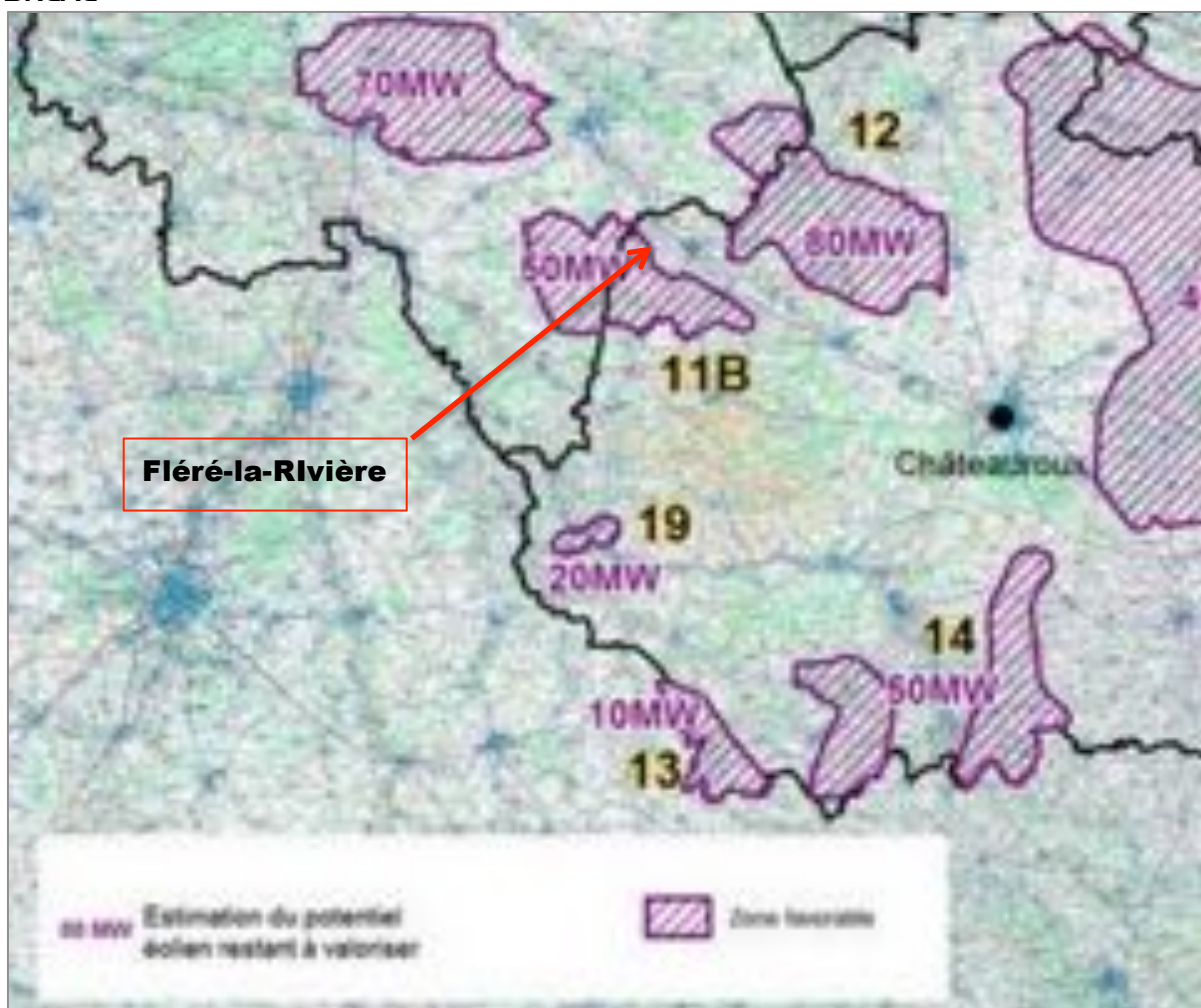 70MW
12
80MW
50MW
11B
Fléré-la-RIvière
Châteauroux
19
20MW
14
50MW
10MW
13
4
Estimation du potentiel
éolien restant à valoriser
Zone favorable